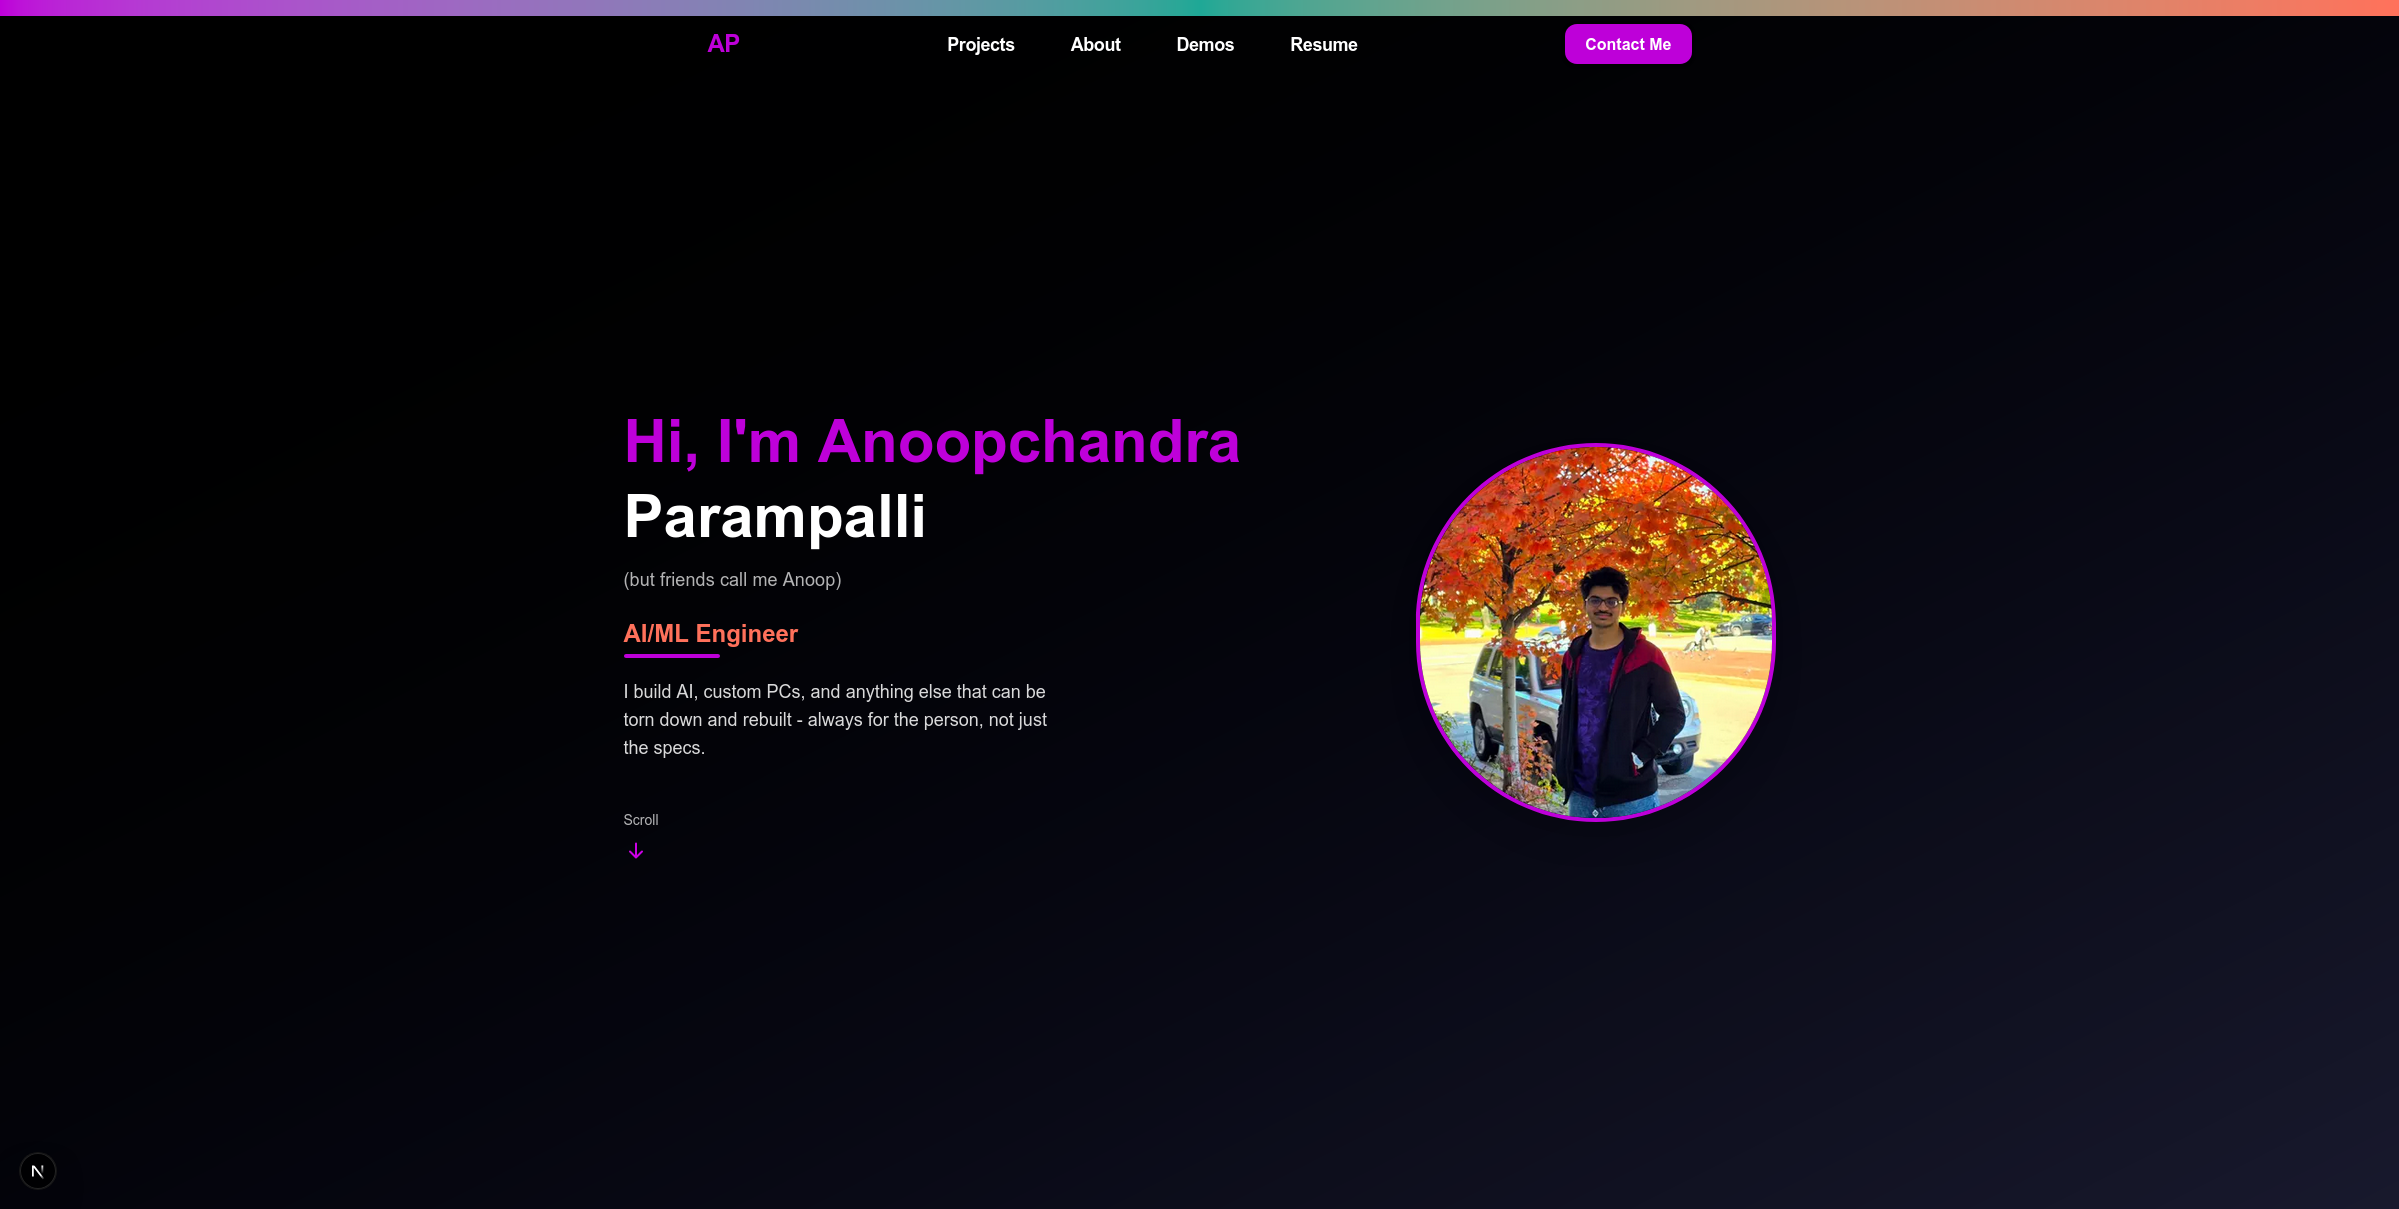 AP
Projects
About
Demos
Resume
Contact Me
Hi, I'm Anoopchandra
Parampalli
(but friends call me Anoop)
AI/ML Engineer
I build AI, custom PCs, and anything else that can be
torn down and rebuilt - always for the person, not just
the specs.
Scroll
N